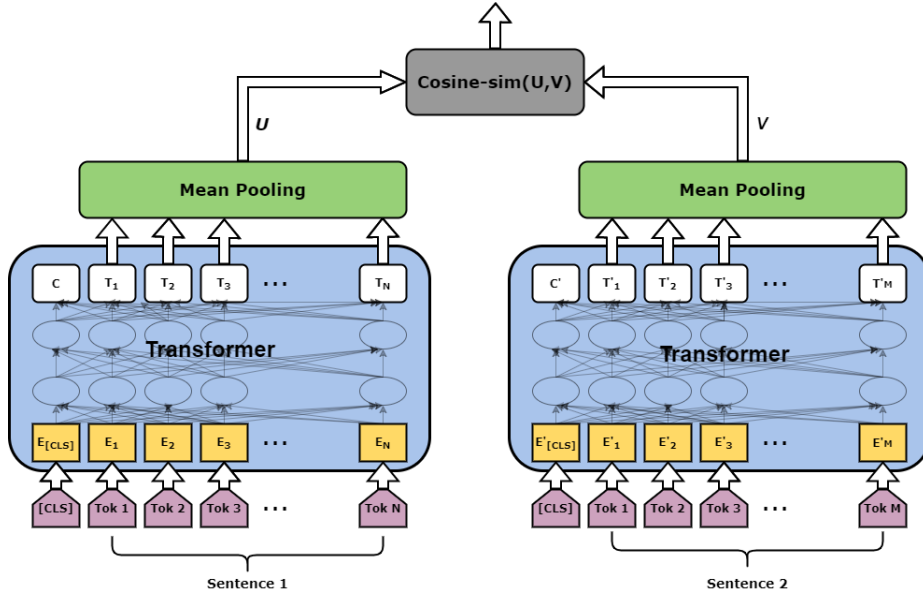 Cosine-sim(U,V)
U V
Mean Pooling Mean Pooling
C T1 T2 T3 ... TN C' T'1 T'2 T'3 ... T'M
Transformer Transformer
E[CLS] E1 E2 E3 ... EN E'[CLS] E'1 E'2 E'3 ... E'M
[CLS] Tok 1 Tok 2 Tok 3 ... Tok N [CLS] Tok 1 Tok 2 Tok 3 ... Tok M
Sentence 1 Sentence 2